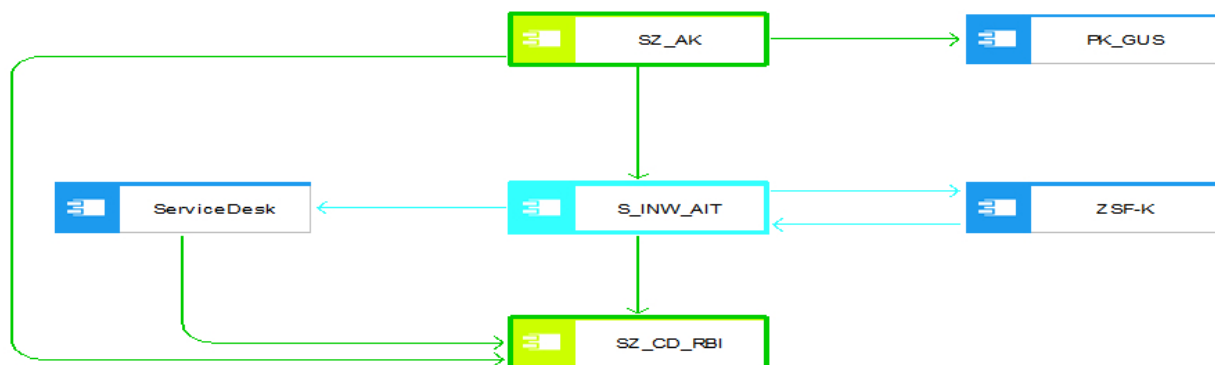 SZ_AK
PK_GUS
ServiceDesk
S_INW_AIT
ZSF-K
SZ_CD_RBI